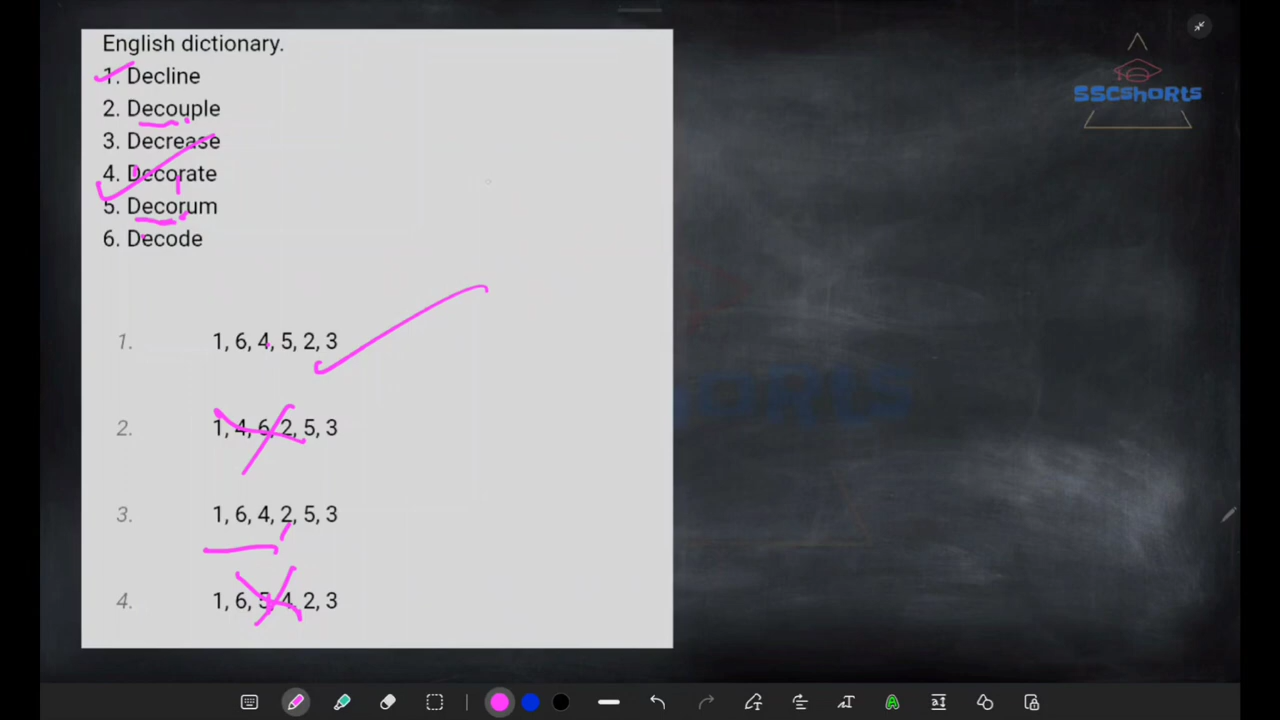 English dictionary.
1. Decline
2. Decouple
3. Decrease
4. Decorate
5. Decorum
6. Decode
1. 1, 6, 4, 5, 2, 3
2. 1, 4, 6, 2, 5, 3
3. 1, 6, 4, 2, 5, 3
4. 1, 6, 5, 4, 2, 3
SSCshoRts